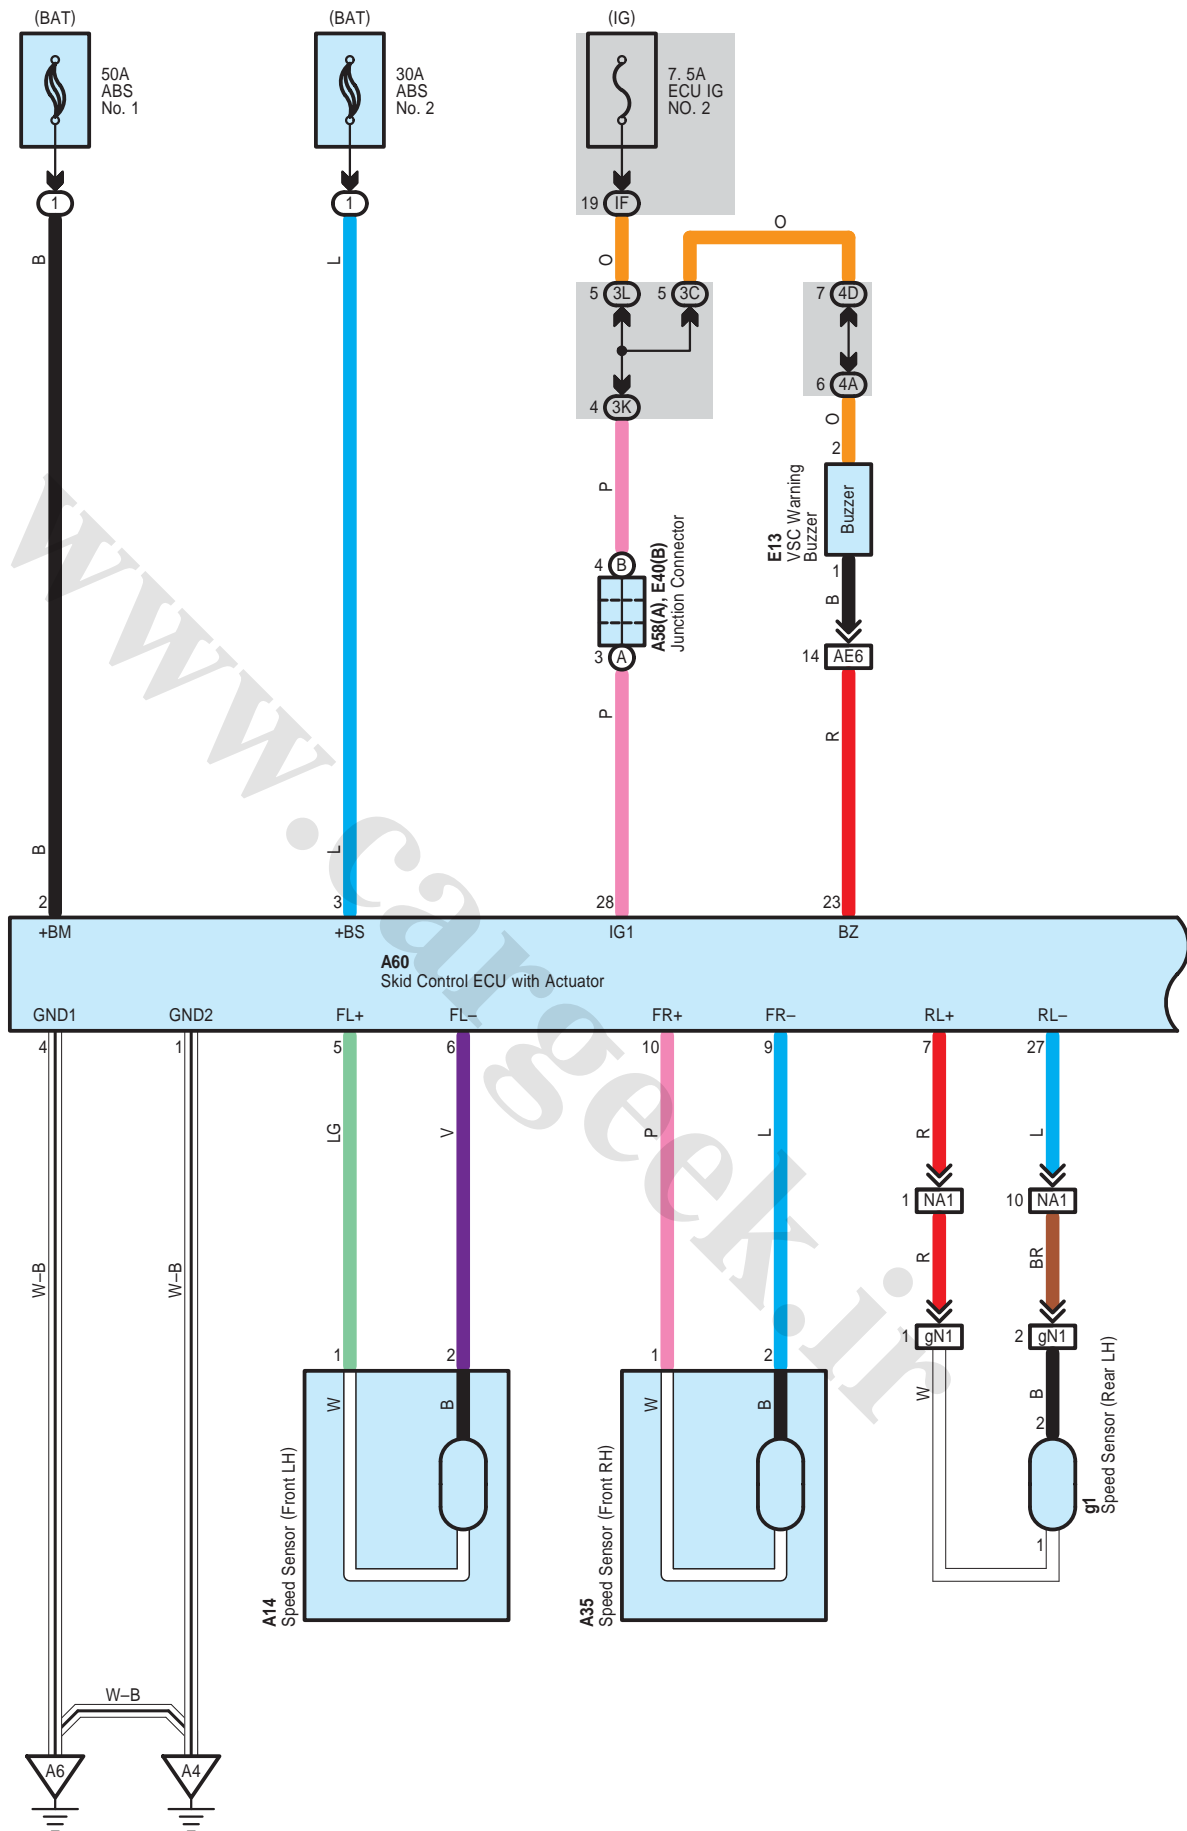 (BAT)
(BAT)
(IG)
50A
ABS
No. 1
30A
ABS
No. 2
7. 5A
ECU IG
NO. 2
1
1
19 IF
B
L
O
O
5 3L
5 3C
7 4D
4 3K
6 4A
O
2
P
Buzzer
E13
VSC Warning
Buzzer
4 B
A58(A), E40(B)
Junction Connector
3 A
1
B
14 AE6
P
R
B
L
2
3
28
23
+BM
+BS
IG1
BZ
A60
Skid Control ECU with Actuator
GND1
GND2
FL+
FL–
FR+
FR–
RL+
RL–
4
1
5
6
10
9
7
27
LG
V
P
L
R
L
1 NA1
10 NA1
W–B
W–B
R
BR
1 gN1
2 gN1
1
2
1
2
W
B
W
B
W
B
2
1
A14
Speed Sensor (Front LH)
A35
Speed Sensor (Front RH)
g1
Speed Sensor (Rear LH)
W–B
A6
A4
www.cargeek.ir